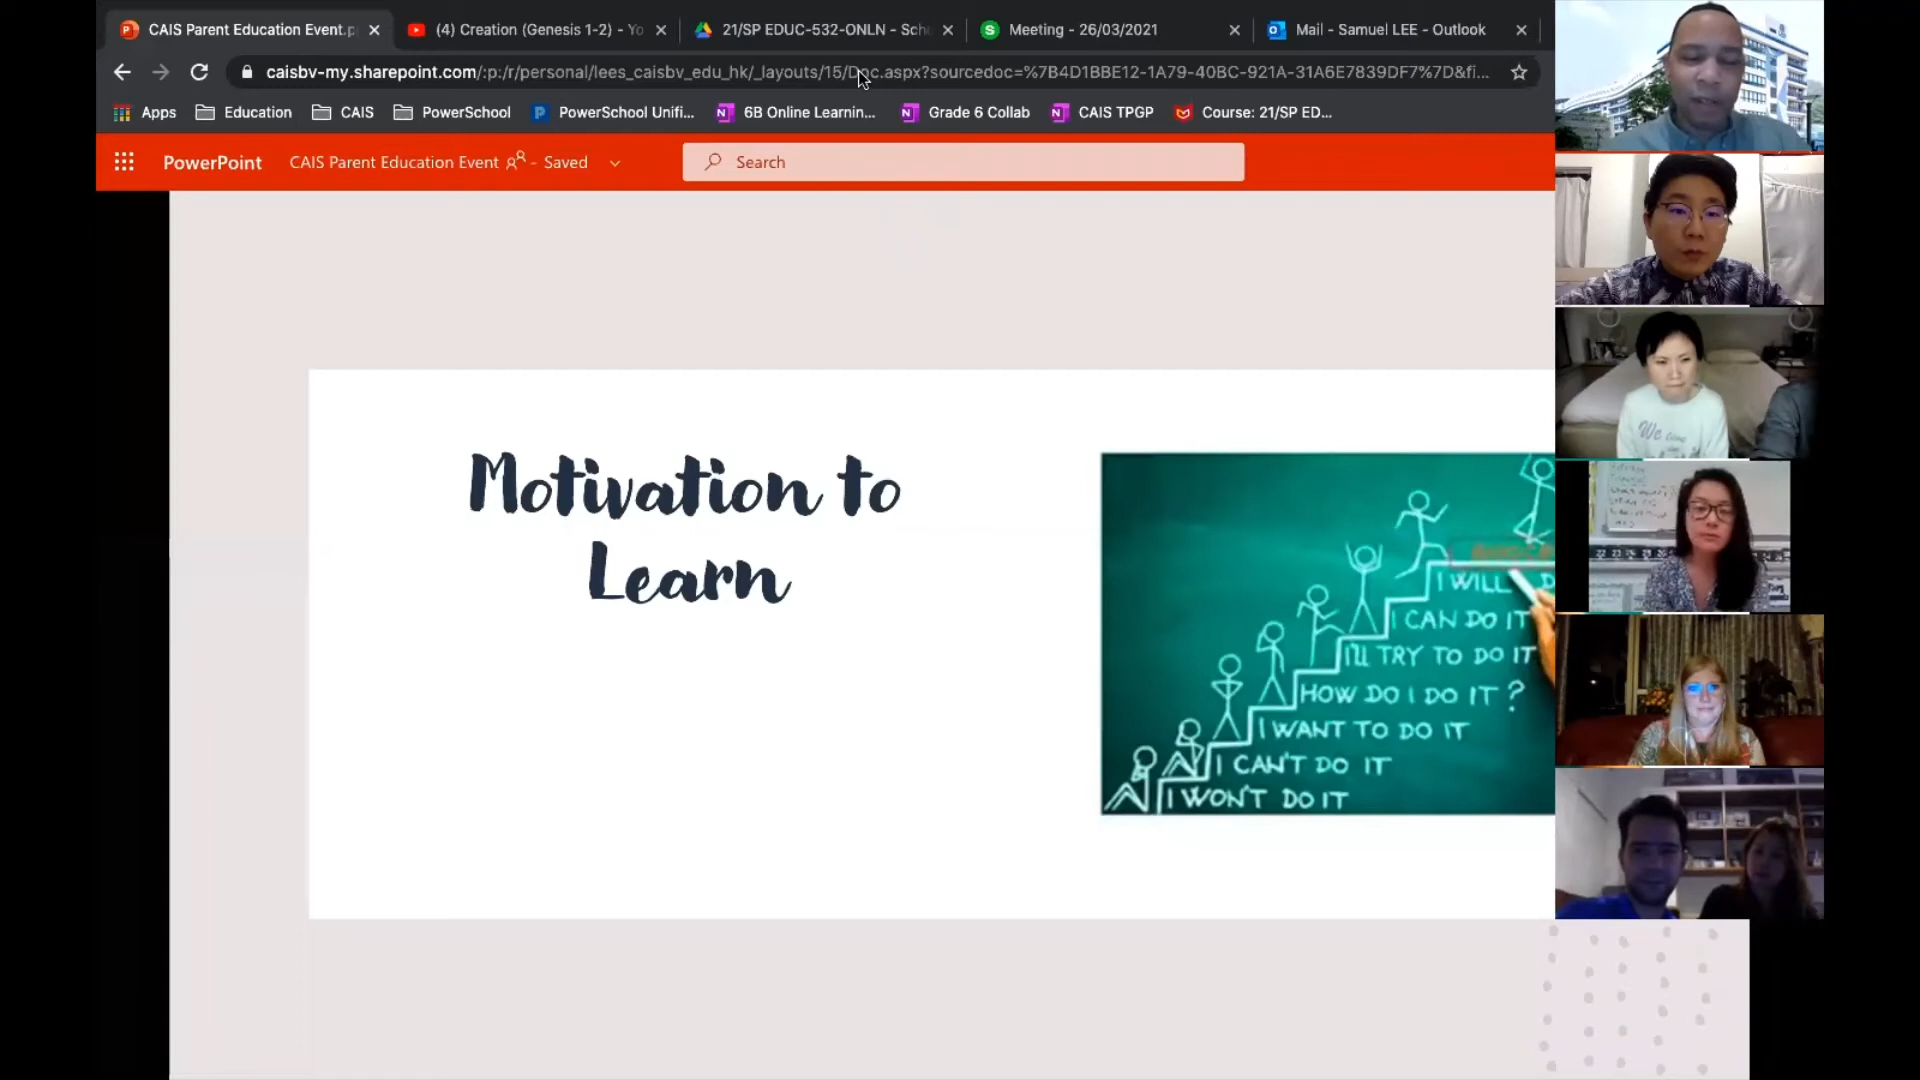 CAIS Parent Education Event.p
(4) Creation (Genesis 1-2) - Yo
21/SP EDUC-532-ONLN - Sch
Meeting - 26/03/2021
Mail - Samuel LEE - Outlook
caisbv-my.sharepoint.com/:p:/r/personal/lees_caisbv_edu_hk/_layouts/15/Doc.aspx?sourcedoc=%7B4D1BBE12-1A79-40BC-921A-31A6E7839DF7%7D&fi...
Apps
Education
CAIS
PowerSchool
PowerSchool Unifi...
6B Online Learnin...
Grade 6 Collab
CAIS TPGP
Course: 21/SP ED...
PowerPoint
CAIS Parent Education Event - Saved
Search
Motivation to
Learn
I WILL D
I CAN DO IT
I'LL TRY TO DO IT
HOW DO I DO IT?
I WANT TO DO IT
I CAN'T DO IT
I WON'T DO IT
We